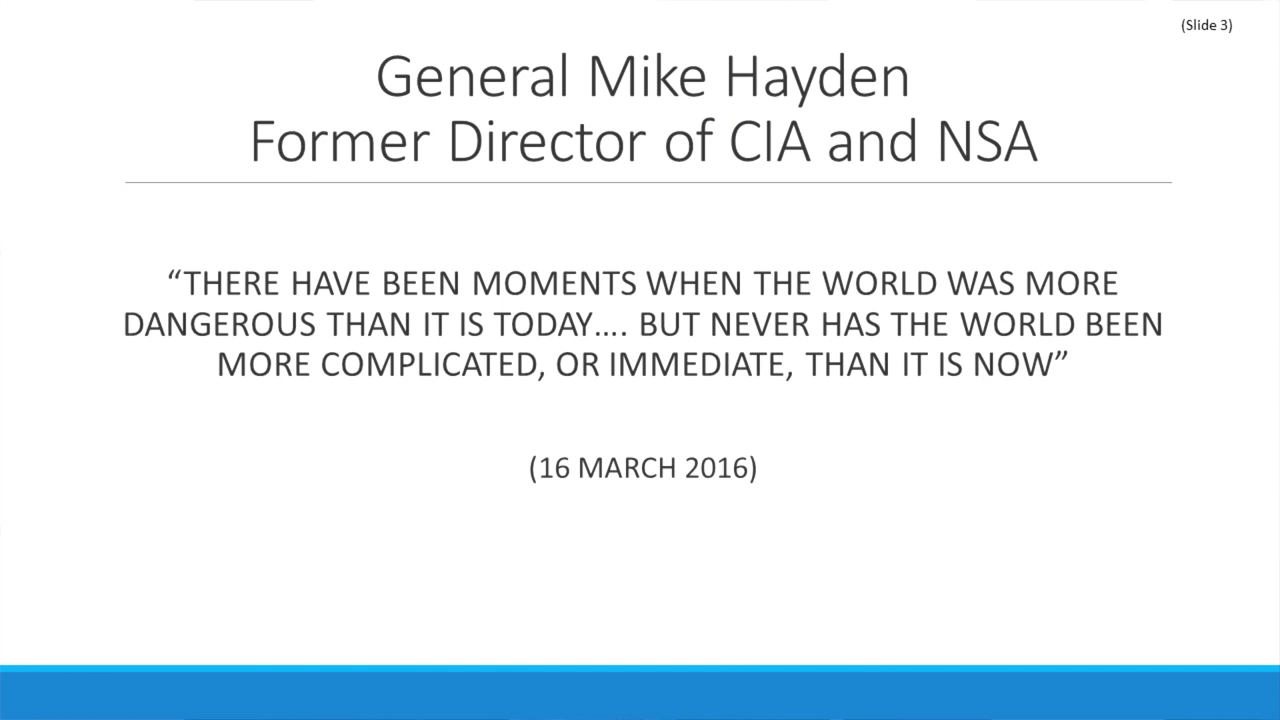 (Slide 3)
General Mike Hayden
Former Director of CIA and NSA
“THERE HAVE BEEN MOMENTS WHEN THE WORLD WAS MORE
DANGEROUS THAN IT IS TODAY…. BUT NEVER HAS THE WORLD BEEN
MORE COMPLICATED, OR IMMEDIATE, THAN IT IS NOW”
(16 MARCH 2016)